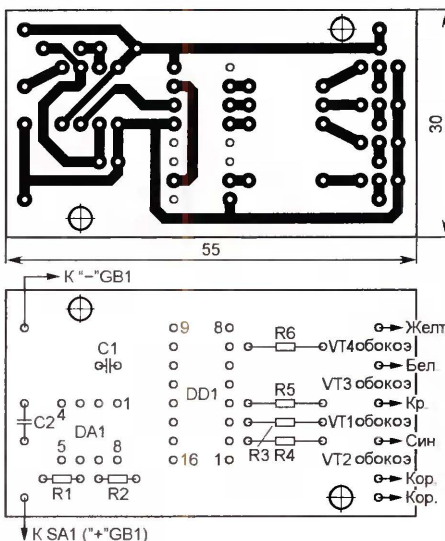 30
55
К "–"GB1
9 8 R6 Желт
C1 VT4 обокоэ Бел.
DD1 VT3 обокоэ
C2 4 1 R5 Кр.
DA1 VT1 обокоэ Син
5 8 16 1 R3 R4 VT2 обокоэ
R1 R2 Кор.
Кор.
К SA1 ("+"GB1)